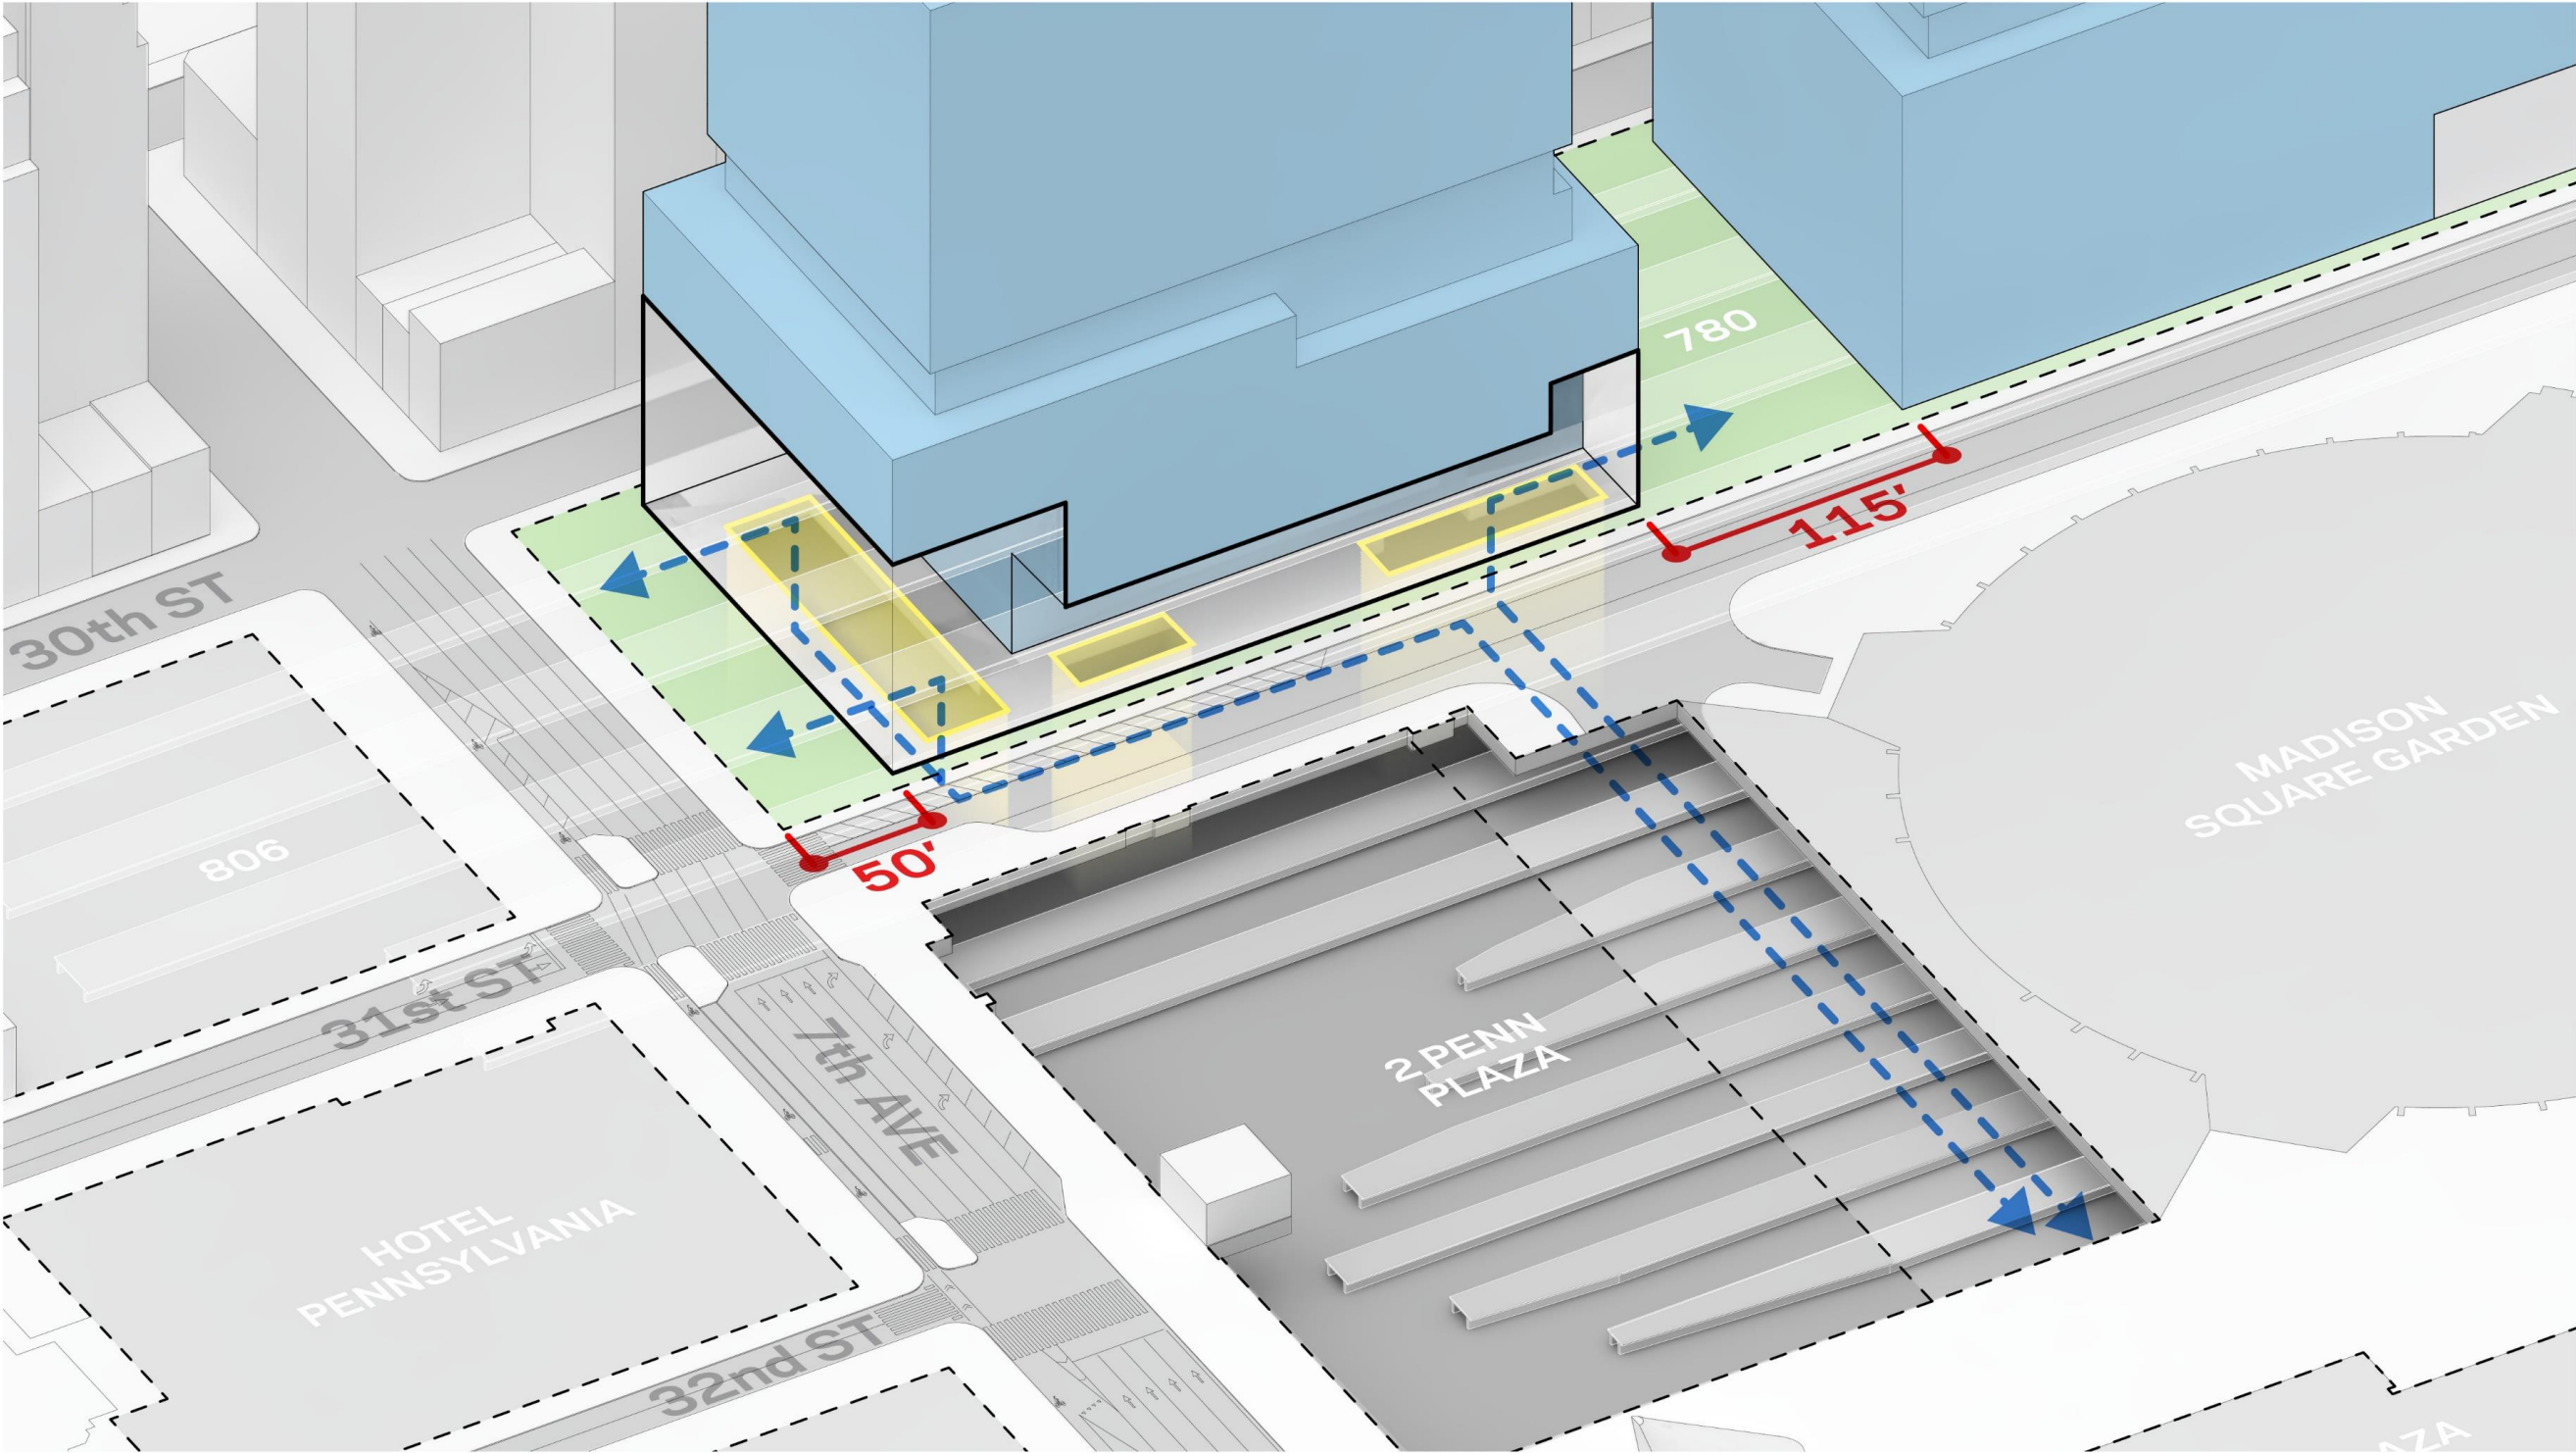 780
115'
30th ST
50'
806
MADISON
SQUARE GARDEN
31st ST
7th AVE
2 PENN
PLAZA
HOTEL
PENNSYLVANIA
32nd ST